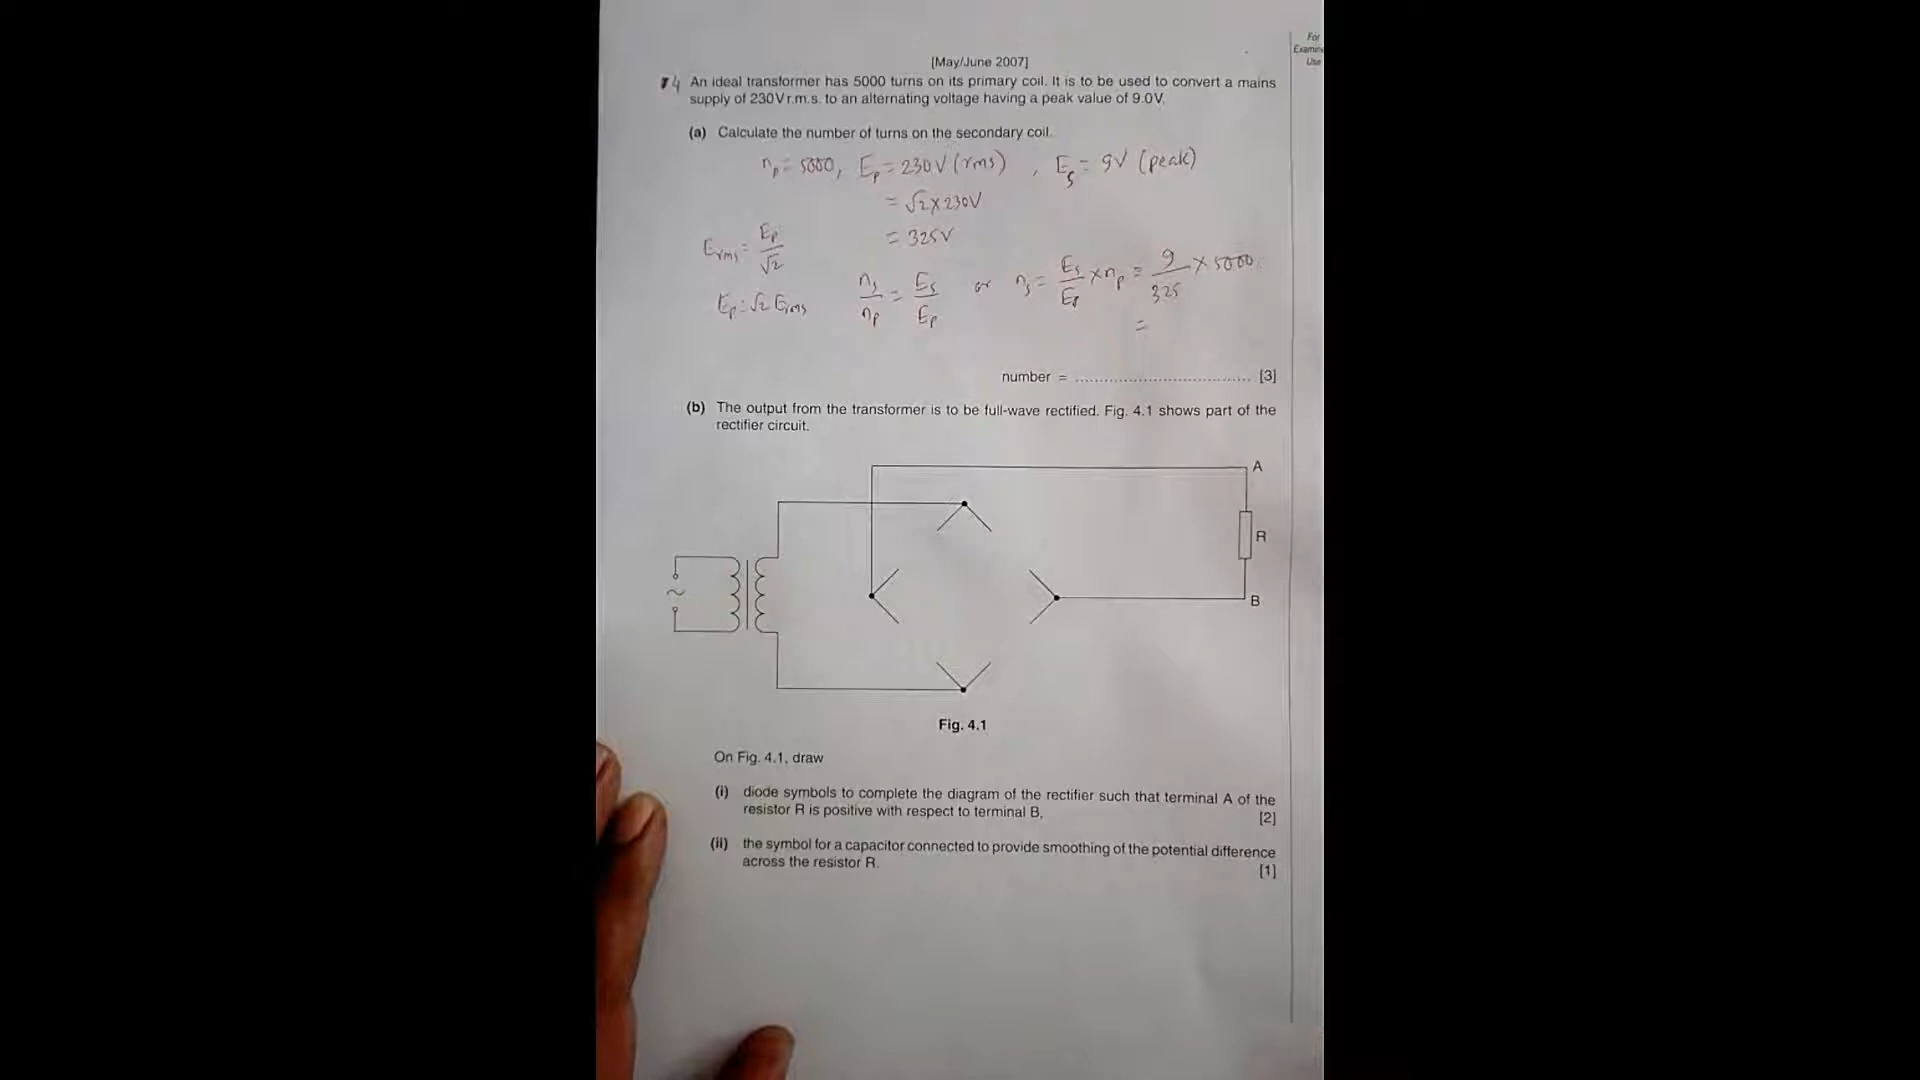 For
Examine
Use
[May/June 2007]
4 An ideal transformer has 5000 turns on its primary coil. It is to be used to convert a mains
supply of 230V r.m.s. to an alternating voltage having a peak value of 9.0V.
(a) Calculate the number of turns on the secondary coil.
np = 5000, Ep = 230V (rms) , Es = 9V (peak)
= √2 × 230V
= 325V
Erms = Ep/√2
Ep = √2 Erms
ns/np = Es/Ep or ns = Es/Ep × np = 9/325 × 5000
=
number = .................................... [3]
(b) The output from the transformer is to be full-wave rectified. Fig. 4.1 shows part of the
rectifier circuit.
A
R
B
Fig. 4.1
On Fig. 4.1, draw
(i) diode symbols to complete the diagram of the rectifier such that terminal A of the
resistor R is positive with respect to terminal B,
[2]
(ii) the symbol for a capacitor connected to provide smoothing of the potential difference
across the resistor R.
[1]